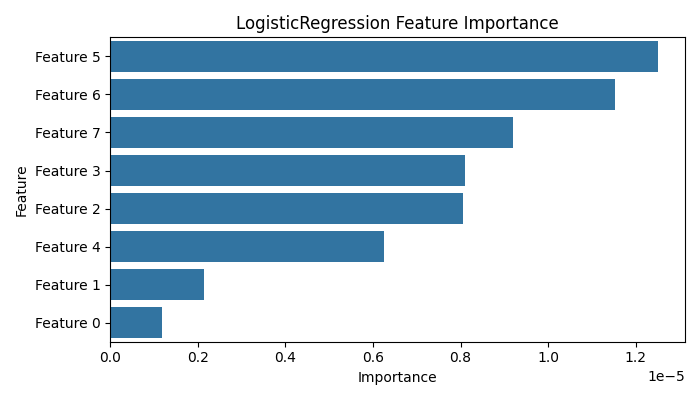 LogisticRegression Feature Importance
Feature 5
Feature 6
Feature 7
Feature 3
Feature 2
Feature 4
Feature 1
Feature 0
Feature
0.0 0.2 0.4 0.6 0.8 1.0 1.2
1e−5
Importance